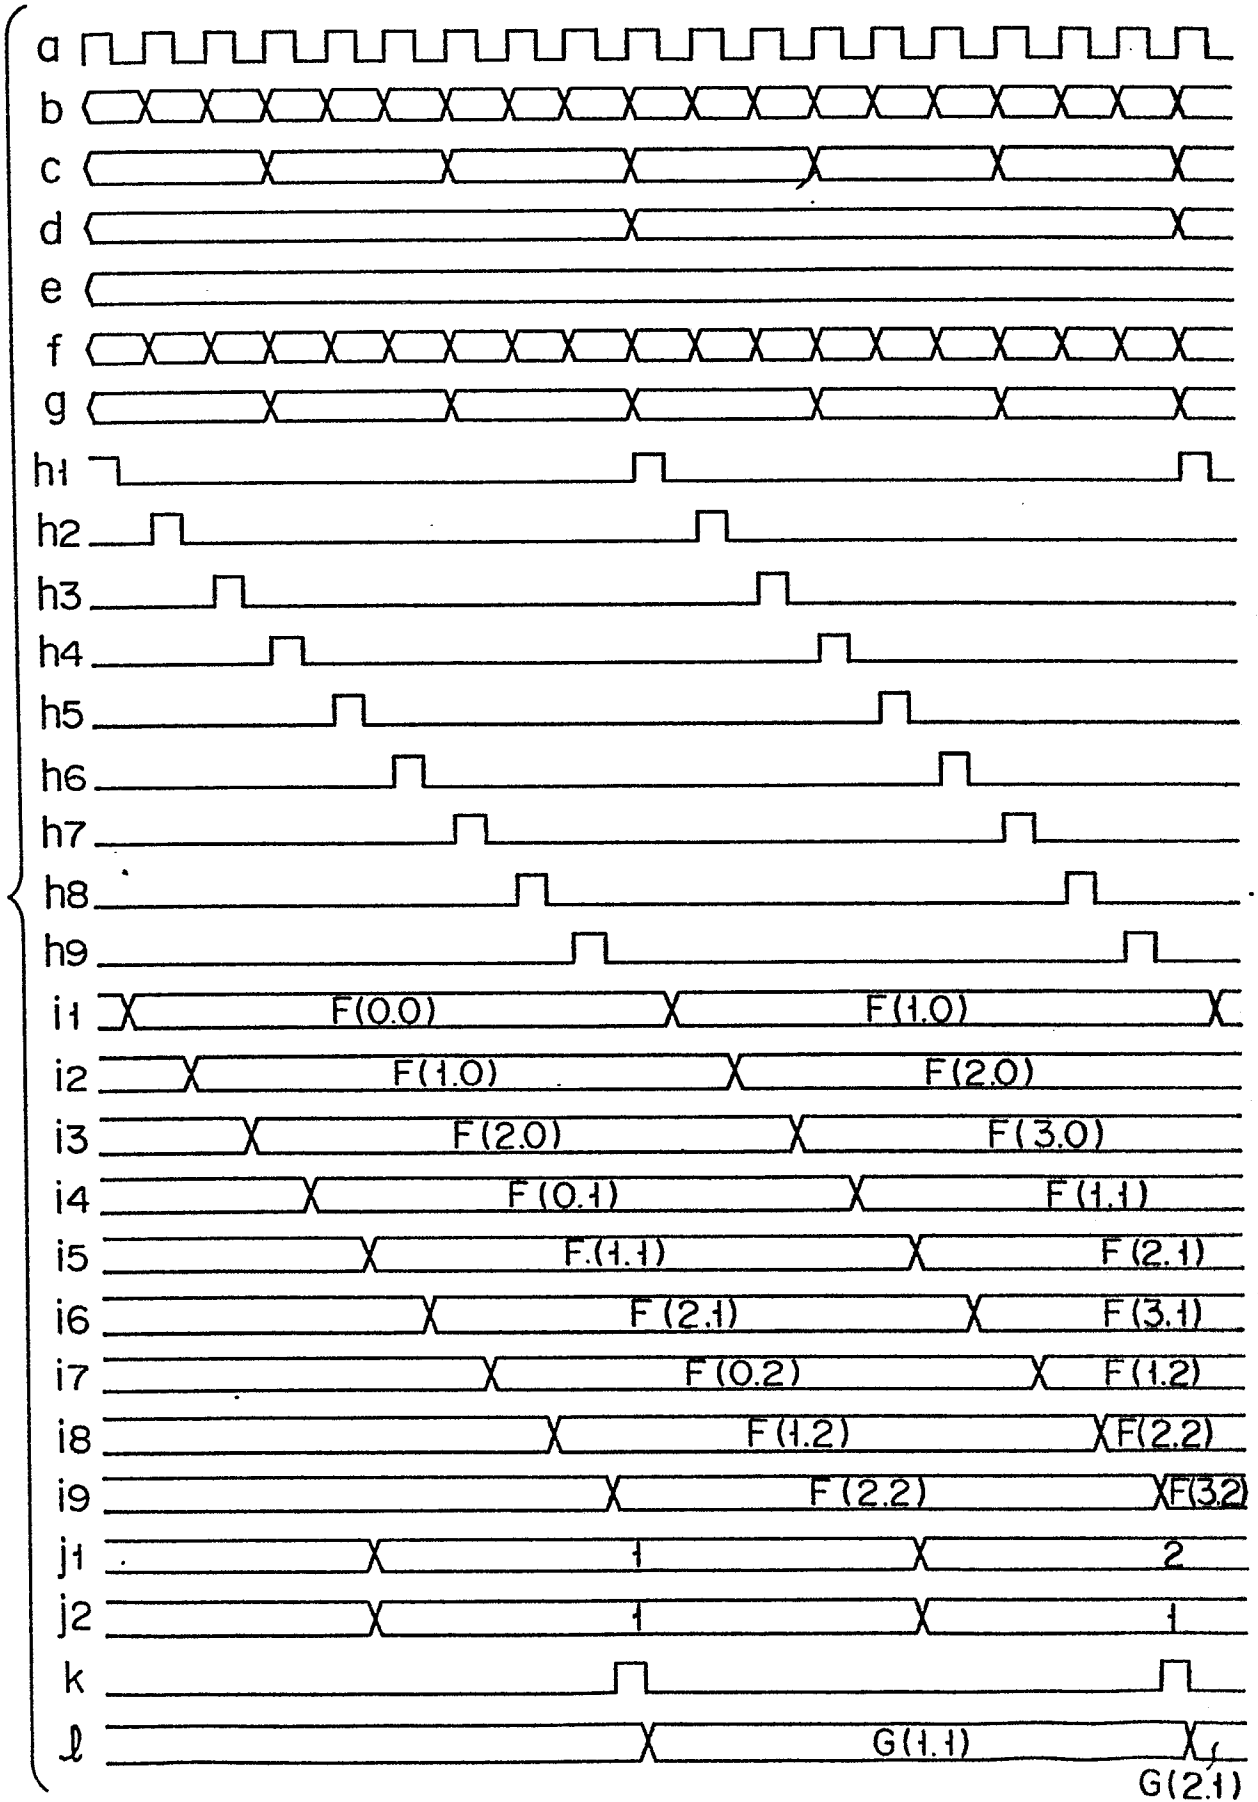 a
b
c
d
e
f
g
h1
h2
h3
h4
h5
h6
h7
h8
h9
i1 F(0.0) F(1.0)
i2 F(1.0) F(2.0)
i3 F(2.0) F(3.0)
i4 F(0.1) F(1.1)
i5 F.(1.1) F(2.1)
i6 F(2.1) F(3.1)
i7 F(0.2) F(1.2)
i8 F(1.2) F(2.2)
i9 F(2.2) F(3.2)
j1 1 2
j2 1 1
k
ℓ G(1.1)
G(2.1)